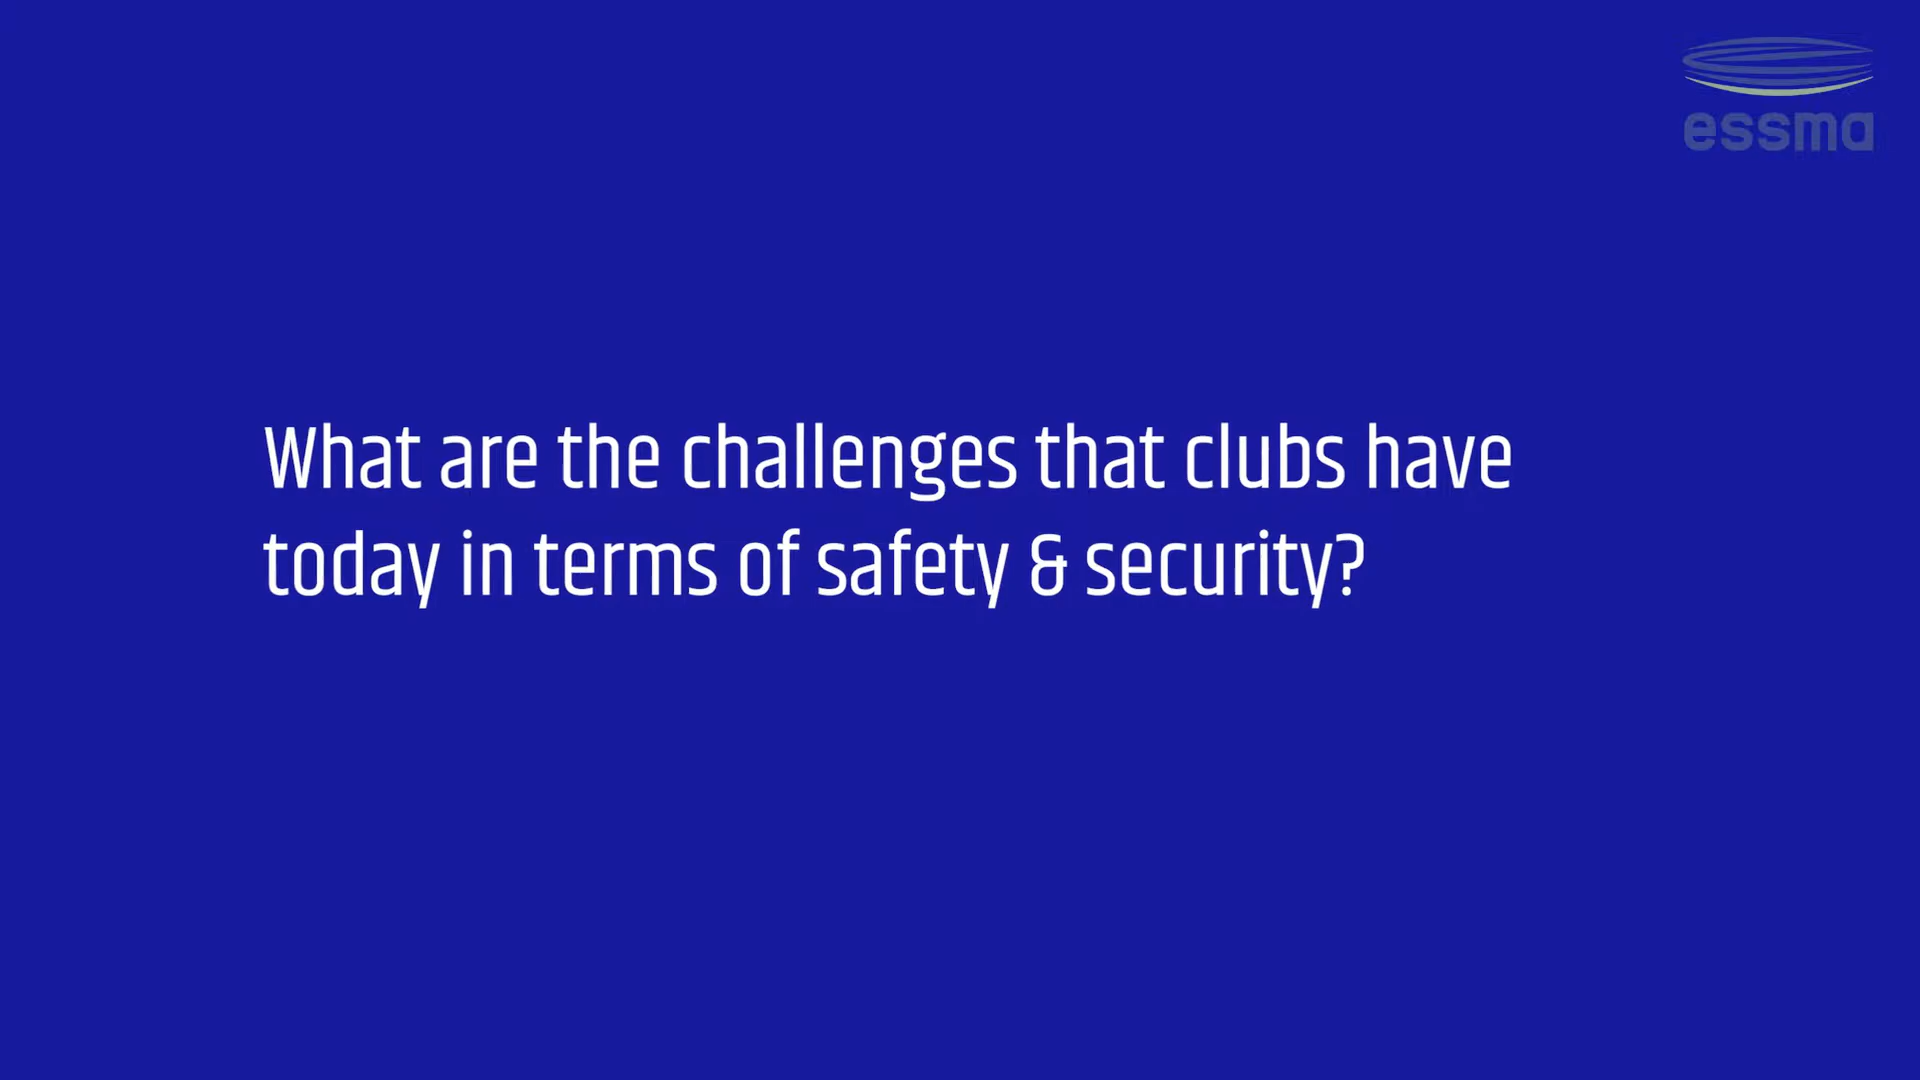 essma
What are the challenges that clubs have
today in terms of safety & security?